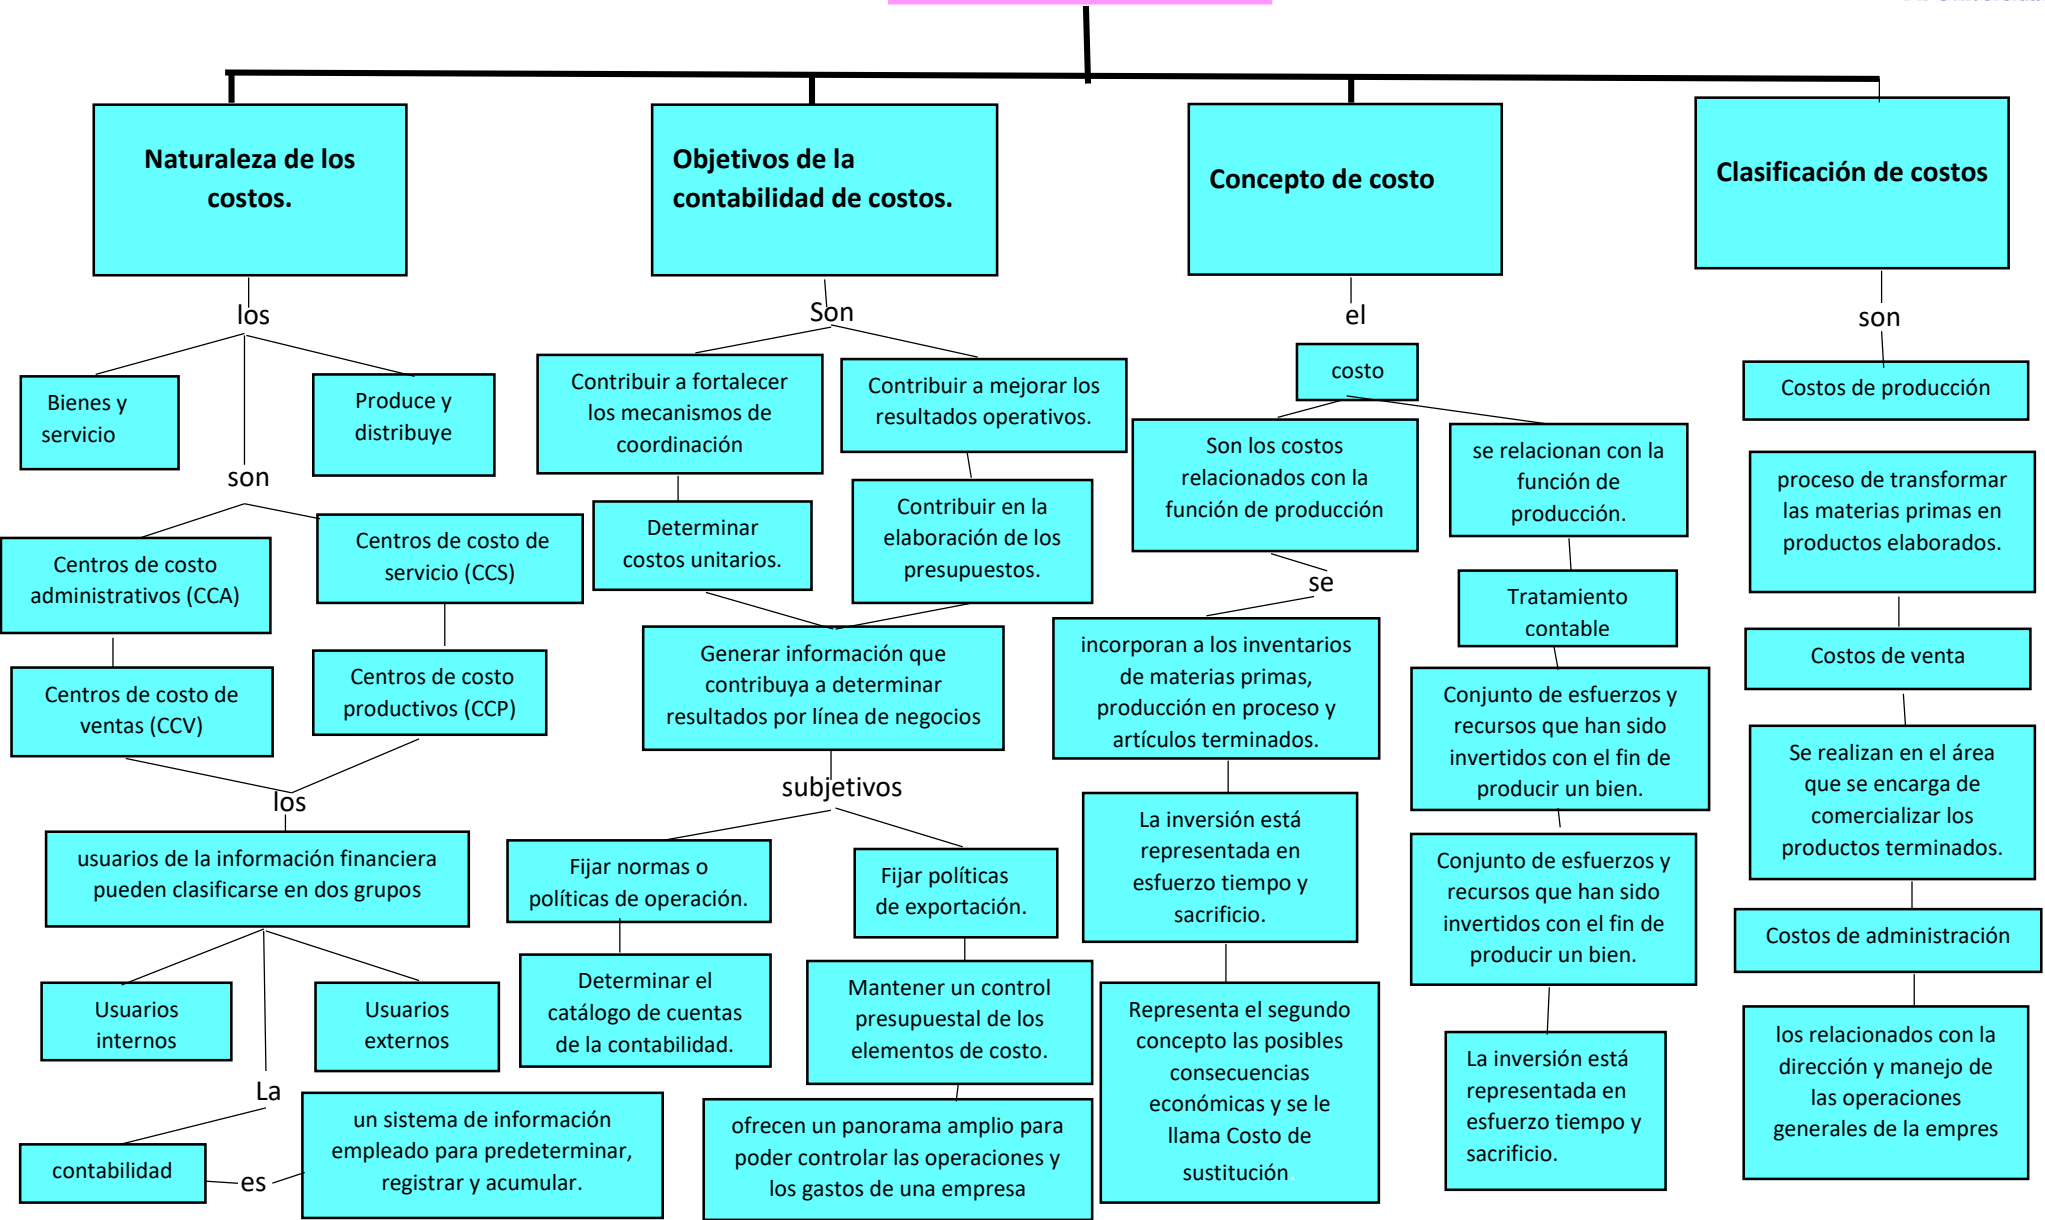 Naturaleza de los
costos.
los
Bienes y
servicio
Produce y
distribuye
son
Centros de costo
administrativos (CCA)
Centros de costo de
servicio (CCS)
Centros de costo de
ventas (CCV)
Centros de costo
productivos (CCP)
los
usuarios de la información financiera
pueden clasificarse en dos grupos
Usuarios
internos
Usuarios
externos
La
contabilidad
es
un sistema de información
empleado para predeterminar,
registrar y acumular.
Objetivos de la
contabilidad de costos.
Son
Contribuir a fortalecer
los mecanismos de
coordinación
Contribuir a mejorar los
resultados operativos.
Determinar
costos unitarios.
Contribuir en la
elaboración de los
presupuestos.
Generar información que
contribuya a determinar
resultados por línea de negocios
subjetivos
Fijar normas o
políticas de operación.
Fijar políticas
de exportación.
Determinar el
catálogo de cuentas
de la contabilidad.
Mantener un control
presupuestal de los
elementos de costo.
ofrecen un panorama amplio para
poder controlar las operaciones y
los gastos de una empresa
Concepto de costo
el
costo
Son los costos
relacionados con la
función de producción
se relacionan con la
función de
producción.
se
Tratamiento
contable
incorporan a los inventarios
de materias primas,
producción en proceso y
artículos terminados.
Conjunto de esfuerzos y
recursos que han sido
invertidos con el fin de
producir un bien.
La inversión está
representada en
esfuerzo tiempo y
sacrificio.
Conjunto de esfuerzos y
recursos que han sido
invertidos con el fin de
producir un bien.
Representa el segundo
concepto las posibles
consecuencias
económicas y se le
llama Costo de
sustitución.
La inversión está
representada en
esfuerzo tiempo y
sacrificio.
Clasificación de costos
son
Costos de producción
proceso de transformar
las materias primas en
productos elaborados.
Costos de venta
Se realizan en el área
que se encarga de
comercializar los
productos terminados.
Costos de administración
los relacionados con la
dirección y manejo de
las operaciones
generales de la empres